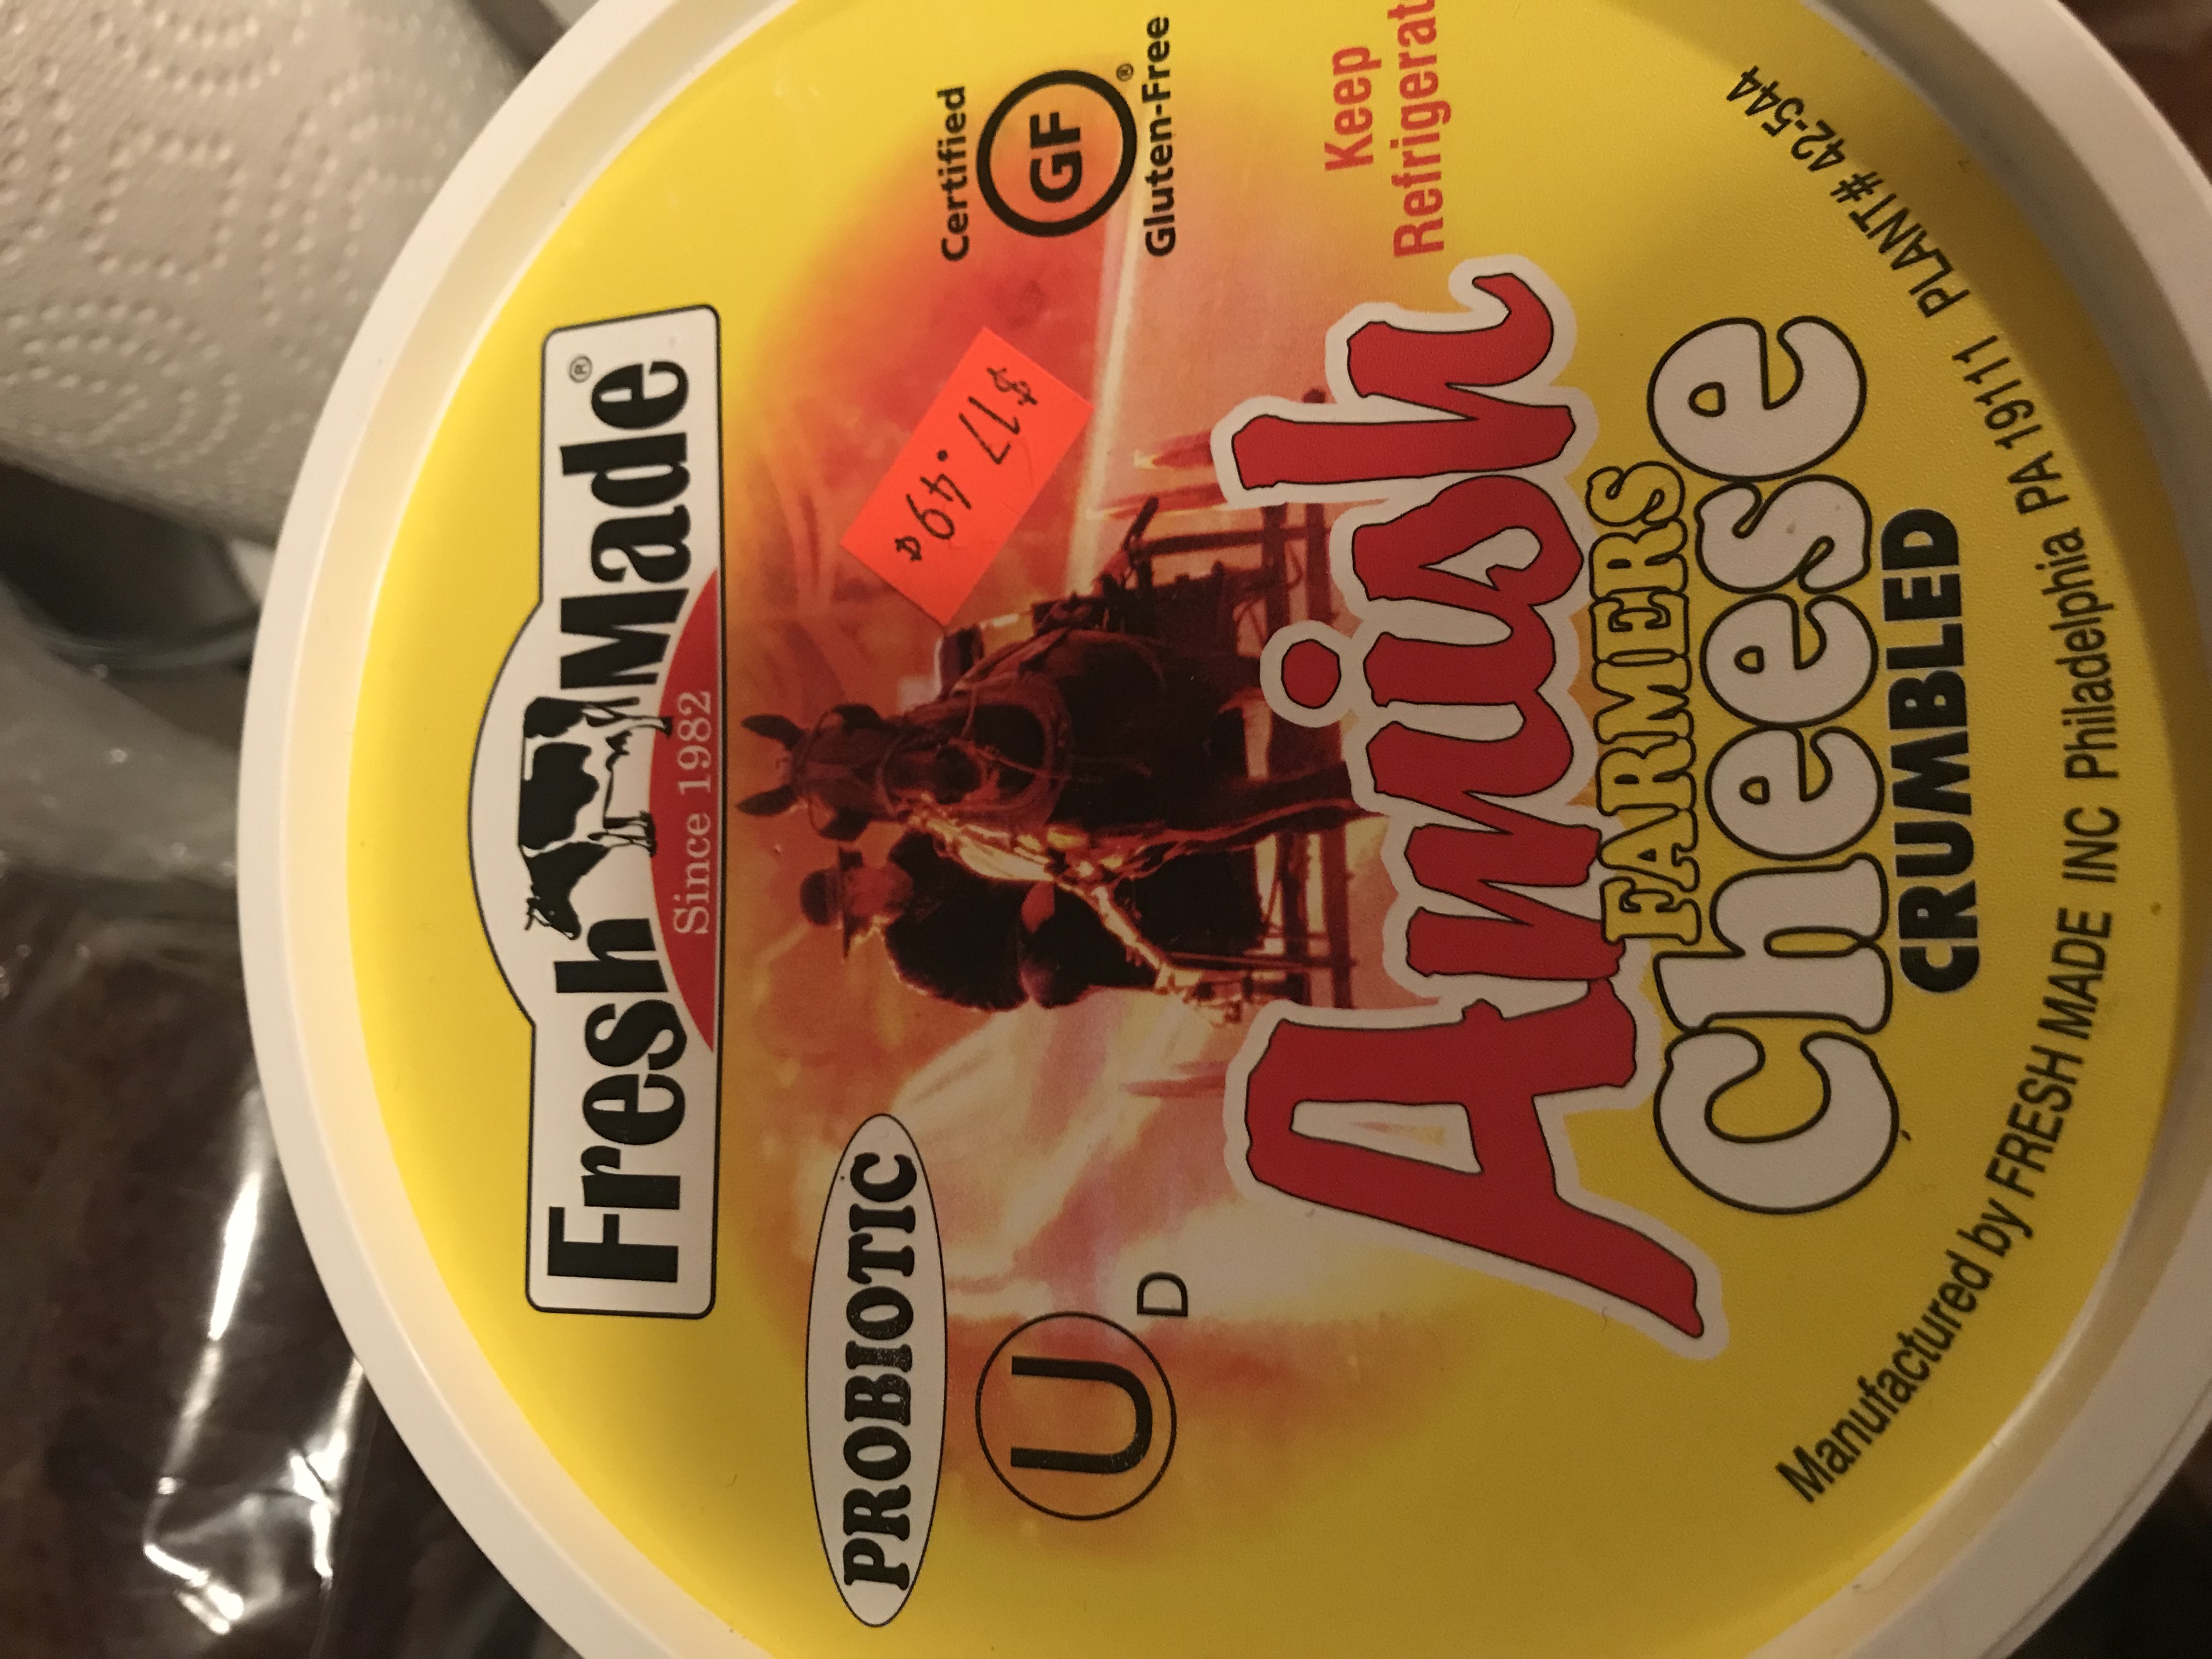 Fresh Made®
Since 1982
PROBIOTIC
U
D
Certified
GF®
Gluten-Free
$17.49¢
Keep
Amish
FARMERS
Cheese
CRUMBLED
Manufactured by FRESH MADE INC Philadelphia PA 19111 PLANT# 42-544